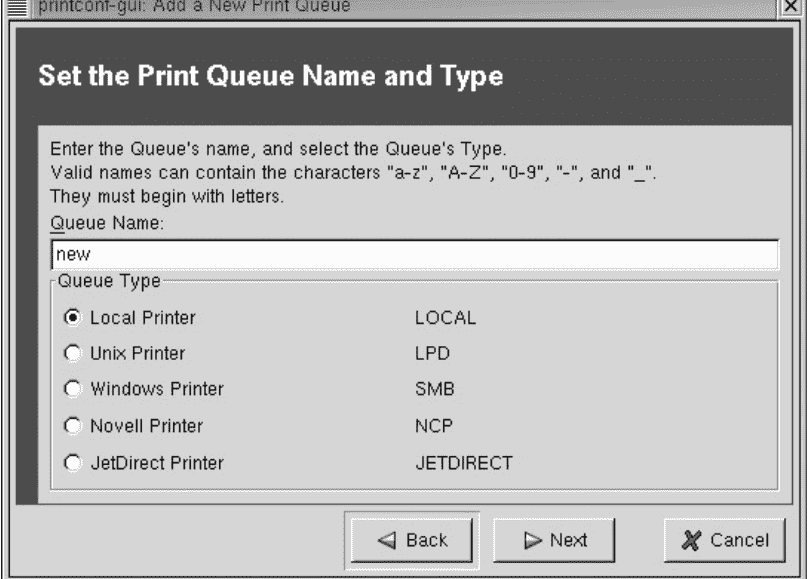 printconf-gui: Add a New Print Queue
Set the Print Queue Name and Type
Enter the Queue's name, and select the Queue's Type.
Valid names can contain the characters "a-z", "A-Z", "0-9", "-", and "_".
They must begin with letters.
Queue Name:
new
Queue Type
Local Printer LOCAL
Unix Printer LPD
Windows Printer SMB
Novell Printer NCP
JetDirect Printer JETDIRECT
Back Next Cancel